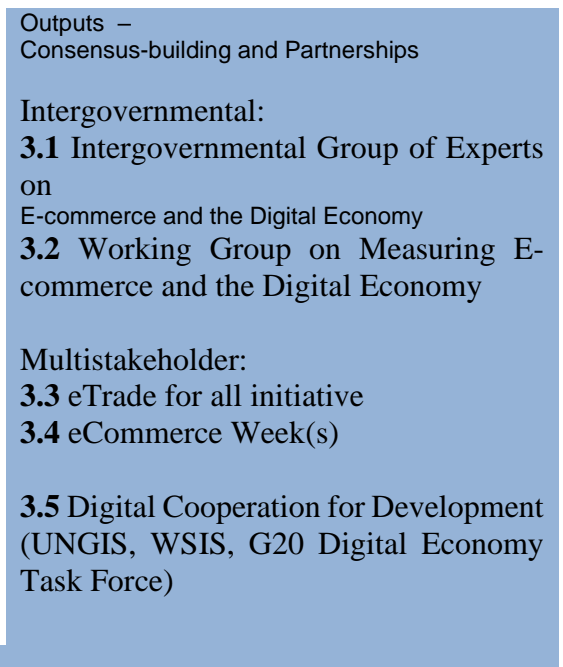 Outputs –
Consensus-building and Partnerships
Intergovernmental:
3.1 Intergovernmental Group of Experts
on
E-commerce and the Digital Economy
3.2 Working Group on Measuring E-
commerce and the Digital Economy
Multistakeholder:
3.3 eTrade for all initiative
3.4 eCommerce Week(s)
3.5 Digital Cooperation for Development
(UNGIS, WSIS, G20 Digital Economy
Task Force)